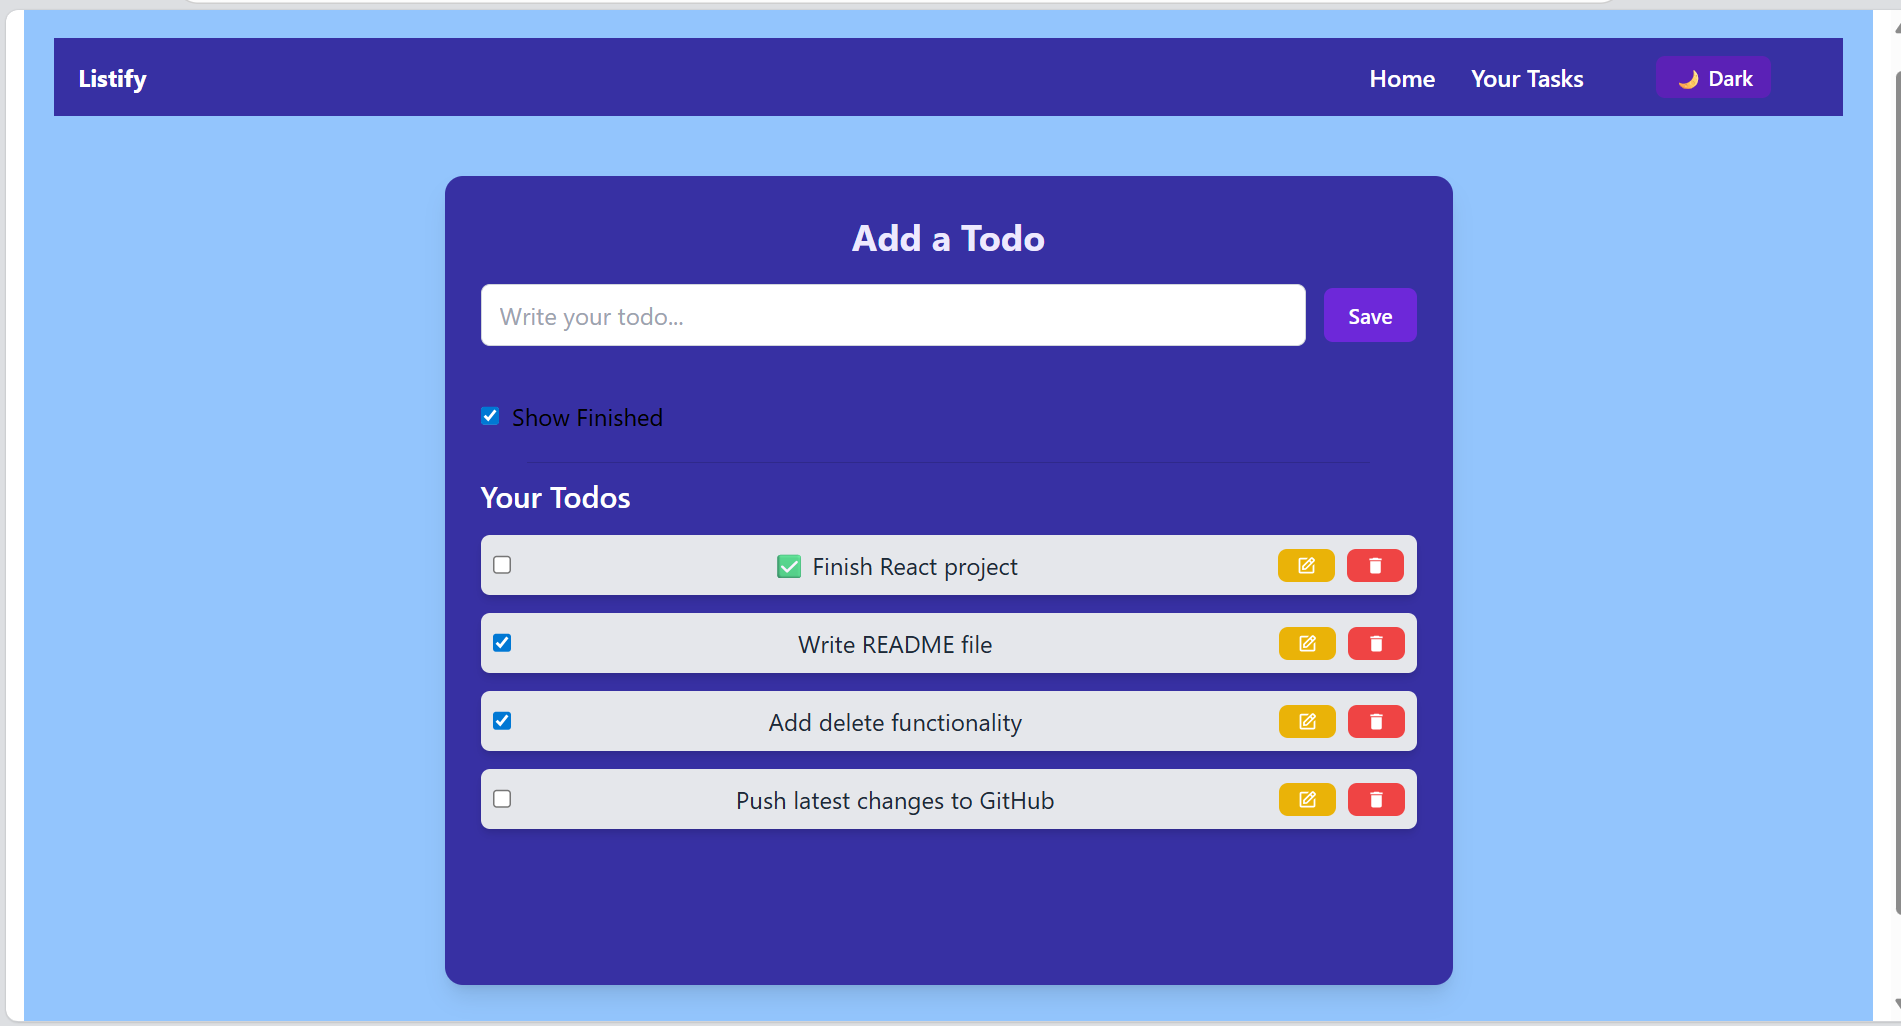 Listify
Home
Your Tasks
🌙 Dark
Add a Todo
Write your todo...
Save
Show Finished
Your Todos
✅ Finish React project
Write README file
Add delete functionality
Push latest changes to GitHub